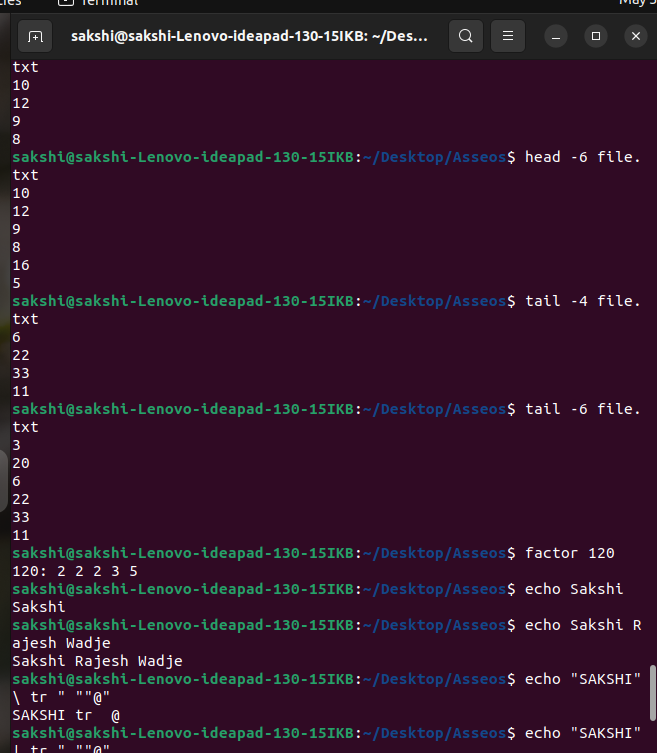 Terminal
May 3
sakshi@sakshi-Lenovo-ideapad-130-15IKB: ~/Des...
txt
10
12
9
8
sakshi@sakshi-Lenovo-ideapad-130-15IKB:~/Desktop/Asseos$ head -6 file.
txt
10
12
9
8
16
5
sakshi@sakshi-Lenovo-ideapad-130-15IKB:~/Desktop/Asseos$ tail -4 file.
txt
6
22
33
11
sakshi@sakshi-Lenovo-ideapad-130-15IKB:~/Desktop/Asseos$ tail -6 file.
txt
3
20
6
22
33
11
sakshi@sakshi-Lenovo-ideapad-130-15IKB:~/Desktop/Asseos$ factor 120
120: 2 2 2 3 5
sakshi@sakshi-Lenovo-ideapad-130-15IKB:~/Desktop/Asseos$ echo Sakshi
Sakshi
sakshi@sakshi-Lenovo-ideapad-130-15IKB:~/Desktop/Asseos$ echo Sakshi R
ajesh Wadje
Sakshi Rajesh Wadje
sakshi@sakshi-Lenovo-ideapad-130-15IKB:~/Desktop/Asseos$ echo "SAKSHI"
\ tr " ""@"
SAKSHI tr  @
sakshi@sakshi-Lenovo-ideapad-130-15IKB:~/Desktop/Asseos$ echo "SAKSHI"
| tr " ""@"